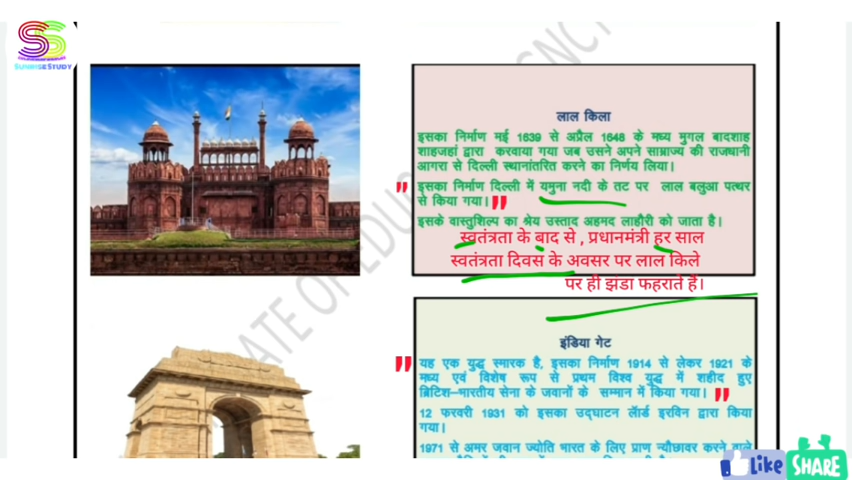 SS
SUNRISE STUDY
लाल किला
इसका निर्माण मई 1639 से अप्रैल 1648 के मध्य मुगल बादशाह
शाहजहां द्वारा करवाया गया जब उसने अपने साम्राज्य की राजधानी
आगरा से दिल्ली स्थानांतरित करने का निर्णय लिया।
" इसका निर्माण दिल्ली में यमुना नदी के तट पर लाल बलुआ पत्थर
से किया गया। "
इसके वास्तुशिल्प का श्रेय उस्ताद अहमद लाहौरी को जाता है।
स्वतंत्रता के बाद से , प्रधानमंत्री हर साल
स्वतंत्रता दिवस के अवसर पर लाल किले
पर ही झंडा फहराते है।
इंडिया गेट
" यह एक युद्ध स्मारक है, इसका निर्माण 1914 से लेकर 1921 के
मध्य एवं विशेष रूप से प्रथम विश्व युद्ध में शहीद हुए
ब्रिटिश–भारतीय सेना के जवानों के सम्मान में किया गया। "
12 फरवरी 1931 को इसका उद्घाटन लॅार्ड इरविन द्वारा किया
गया।
1971 से अमर जवान ज्योति भारत के लिए प्राण न्यौछावर करने वाले
Like SHARE